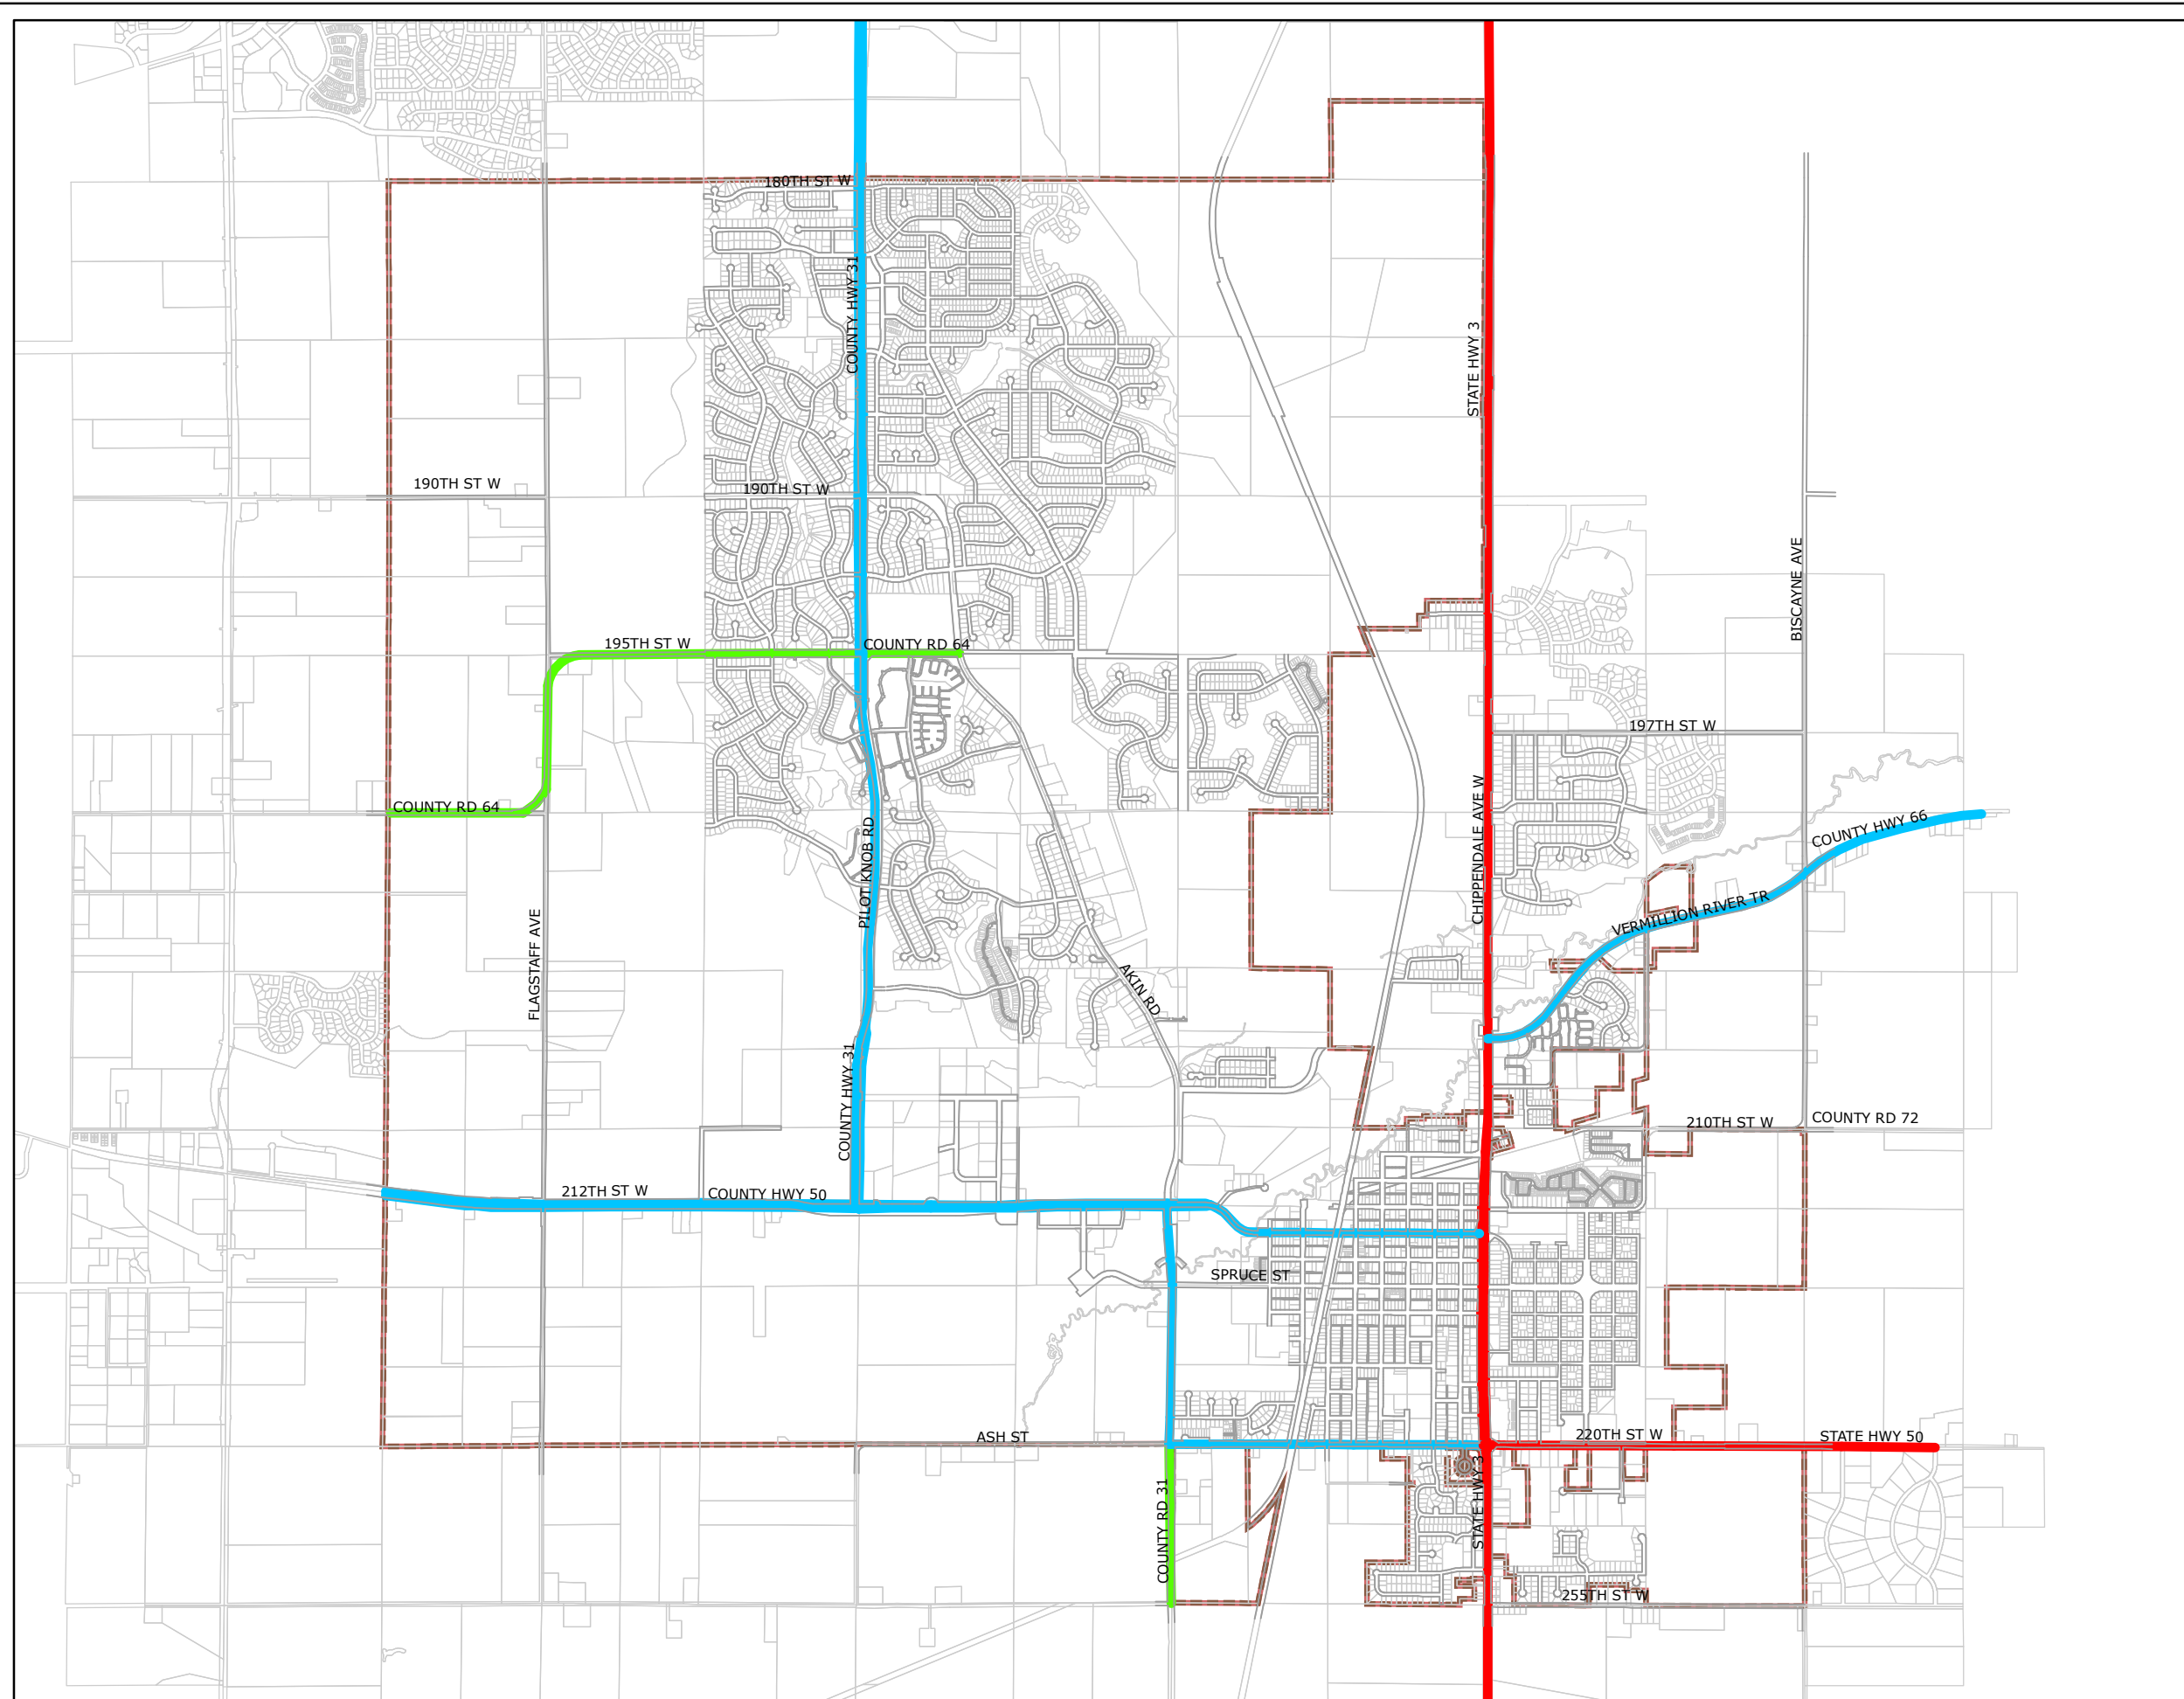 180TH ST W
COUNTY HWY 31
STATE HWY 3
190TH ST W
190TH ST W
BISCAYNE AVE
195TH ST W
COUNTY RD 64
197TH ST W
COUNTY RD 64
COUNTY HWY 66
PILOT KNOB RD
CHIPPENDALE AVE W
VERMILLION RIVER TR
FLAGSTAFF AVE
AKIN RD
COUNTY HWY 31
210TH ST W
COUNTY RD 72
212TH ST W
COUNTY HWY 50
SPRUCE ST
ASH ST
220TH ST W
STATE HWY 50
COUNTY RD 31
STATE HWY 3
255TH ST W